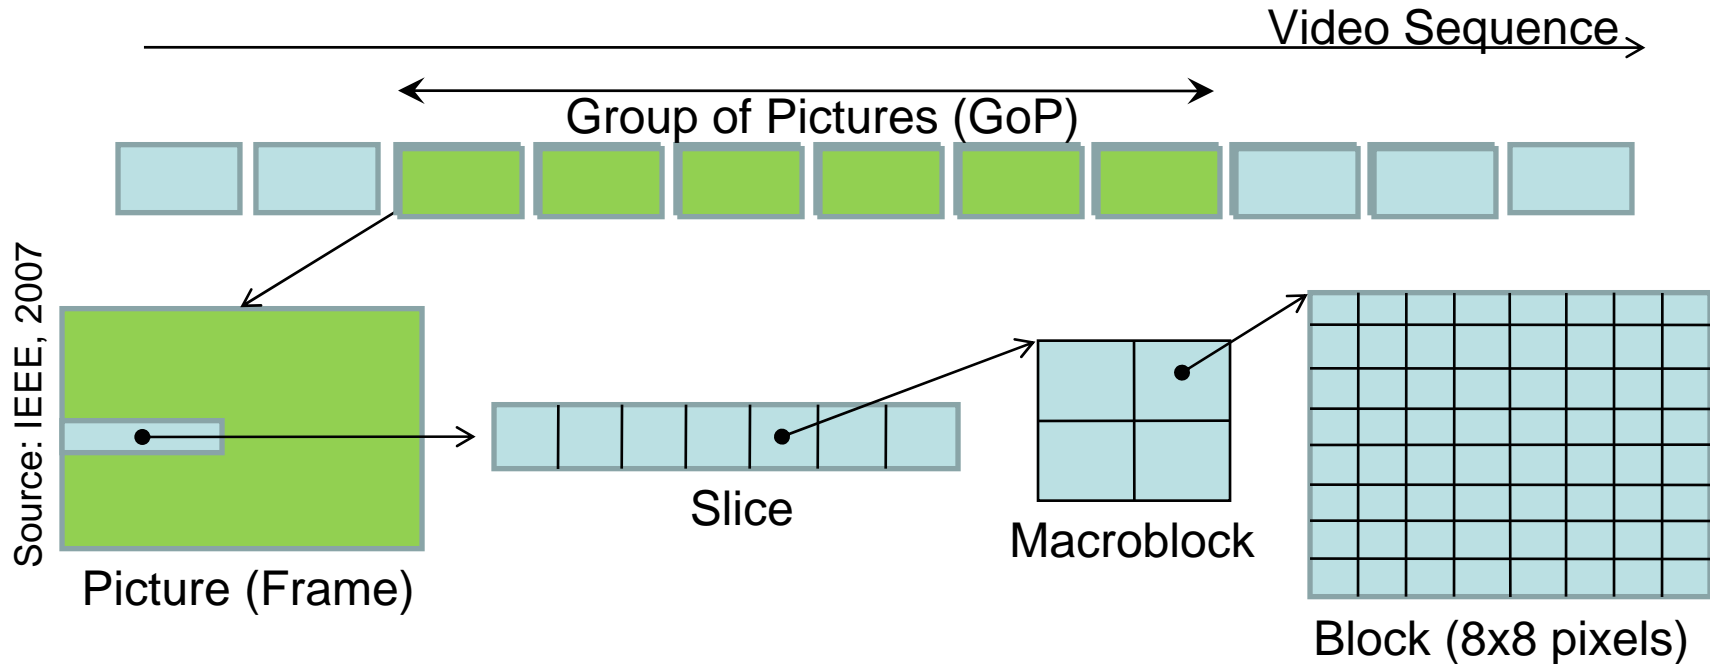 Video Sequence
Group of Pictures (GoP)
Source: IEEE, 2007
Picture (Frame)
Slice
Macroblock
Block (8x8 pixels)